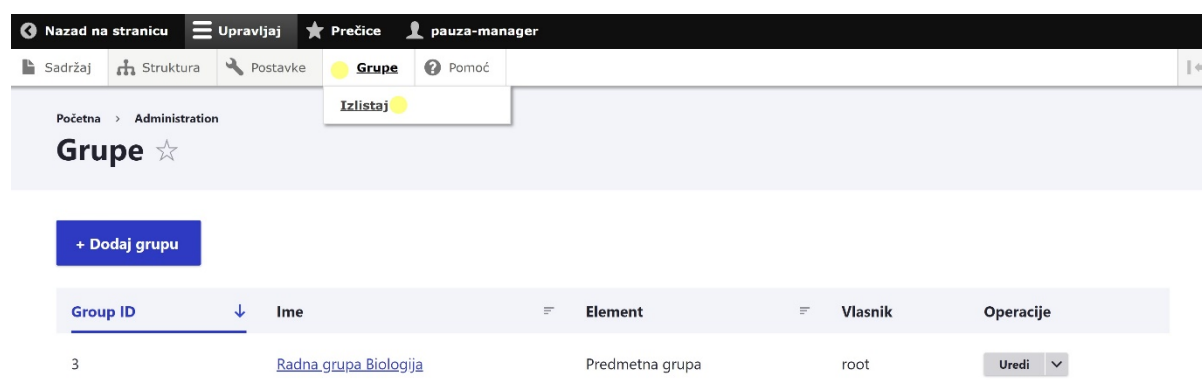 Nazad na stranicu Upravljaj Prečice pauza-manager
Sadržaj Struktura Postavke Grupe Pomoć
Izlistaj
Početna › Administration
Grupe
+ Dodaj grupu
Group ID Ime Element Vlasnik Operacije
3 Radna grupa Biologija Predmetna grupa root Uredi